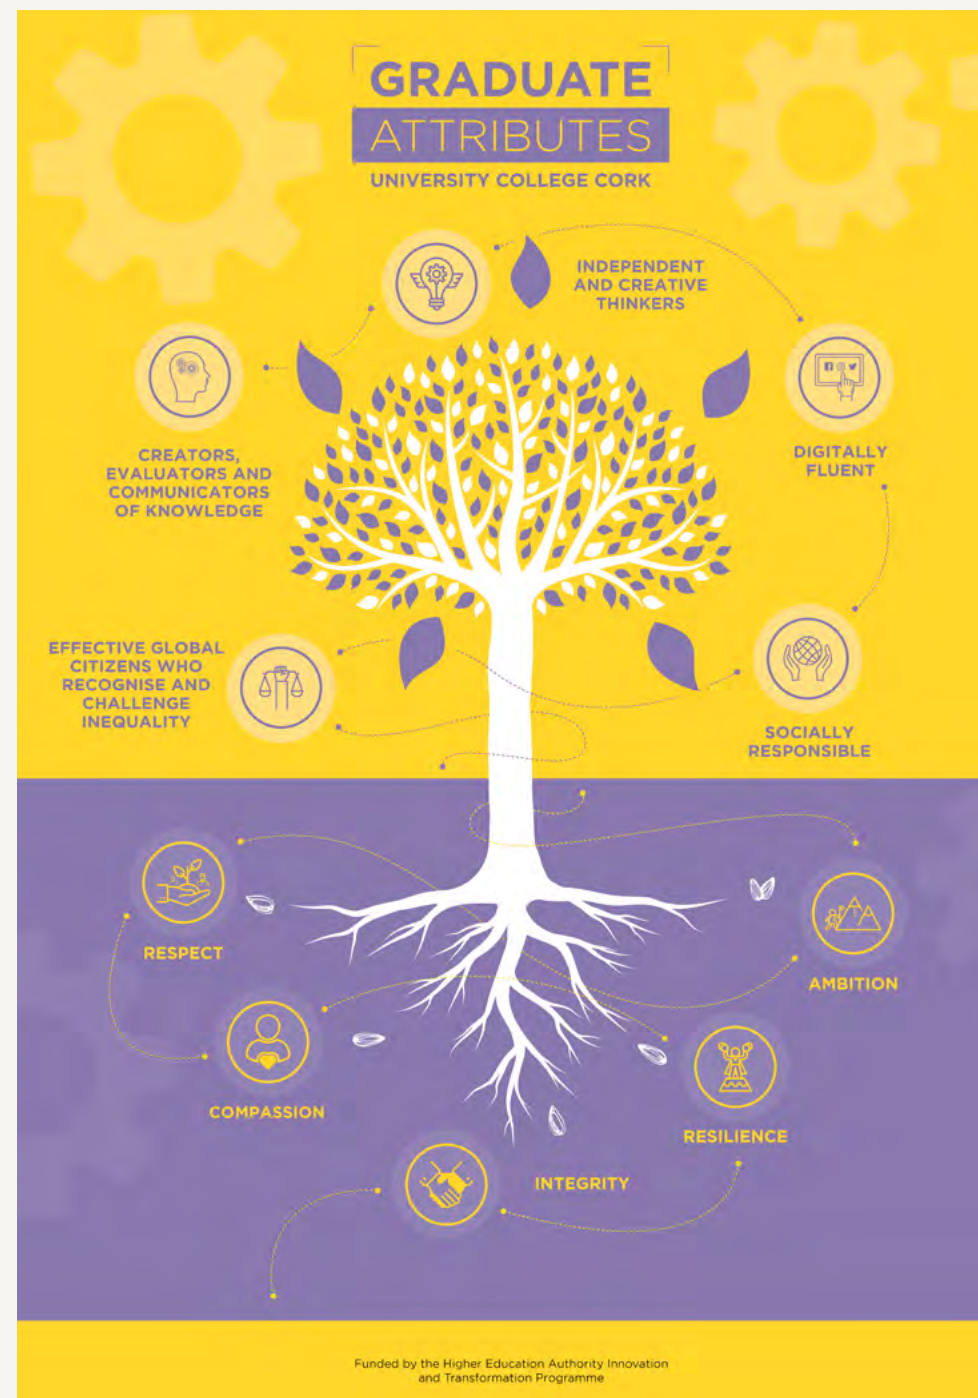 GRADUATE
ATTRIBUTES
UNIVERSITY COLLEGE CORK
INDEPENDENT
AND CREATIVE
THINKERS
CREATORS,
EVALUATORS AND
COMMUNICATORS
OF KNOWLEDGE
DIGITALLY
FLUENT
EFFECTIVE GLOBAL
CITIZENS WHO
RECOGNISE AND
CHALLENGE
INEQUALITY
SOCIALLY
RESPONSIBLE
RESPECT
AMBITION
COMPASSION
RESILIENCE
INTEGRITY
Funded by the Higher Education Authority Innovation
and Transformation Programme